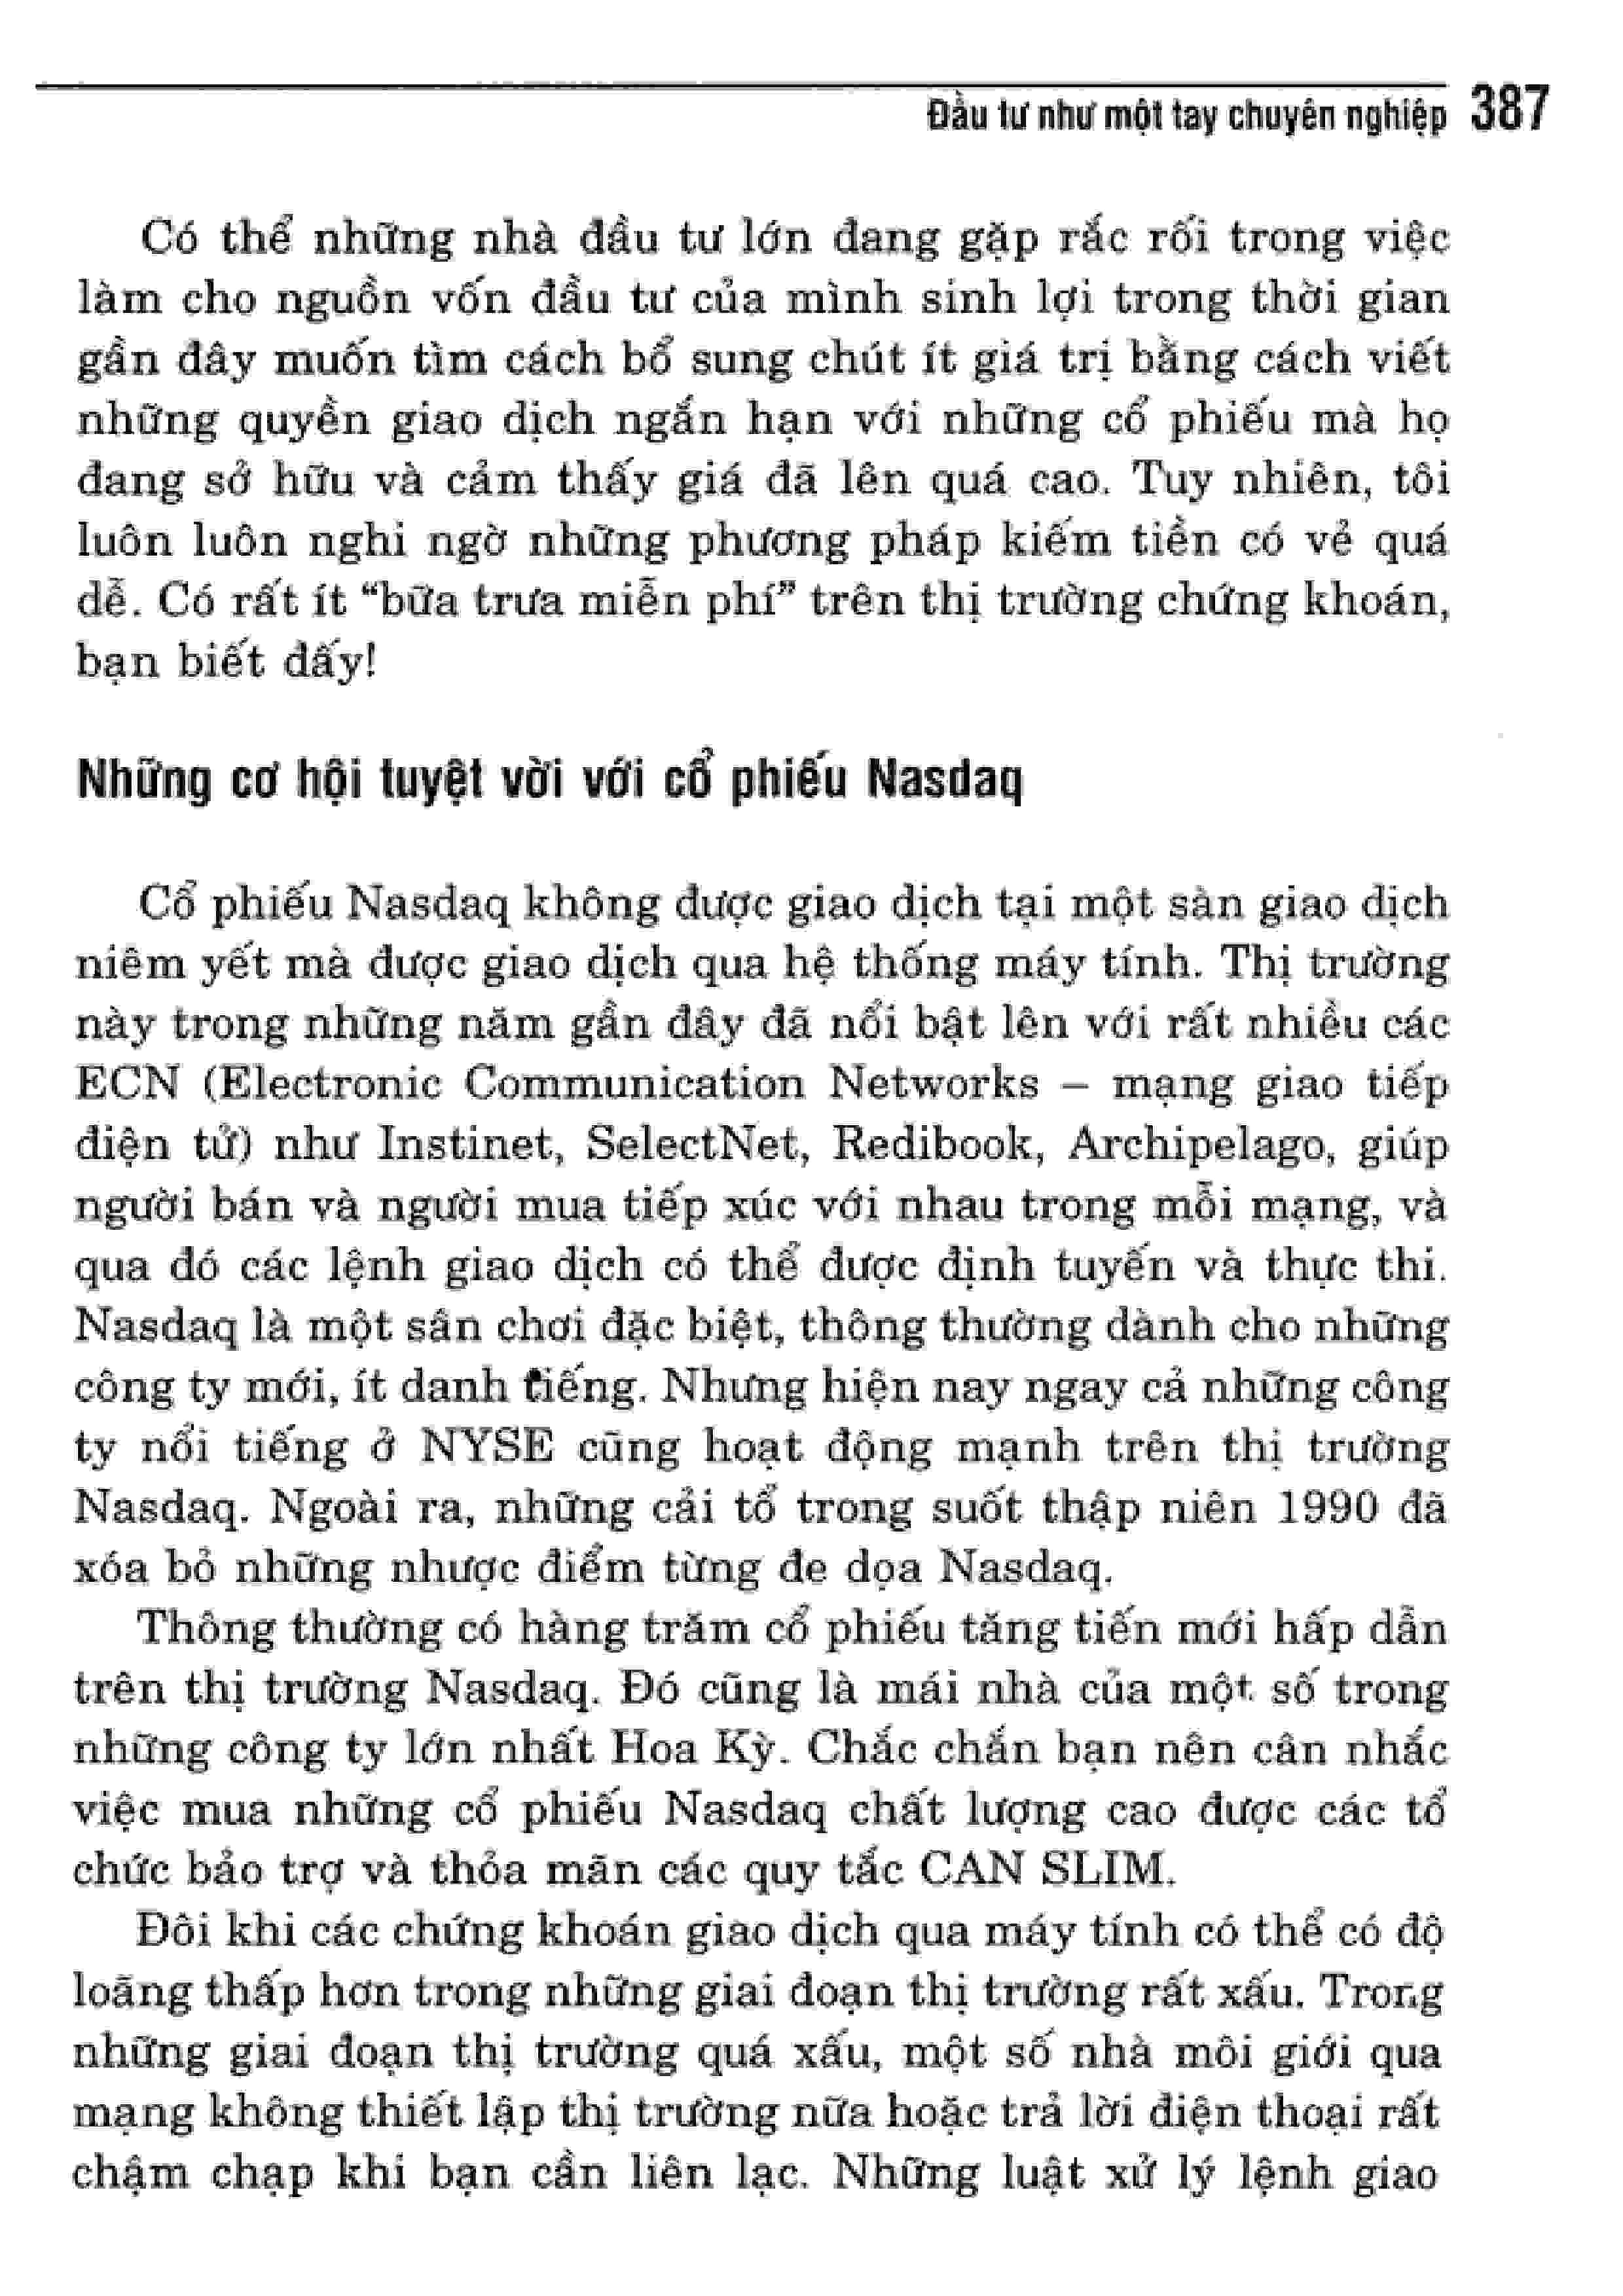 Đầu tư như một tay chuyên nghiệp 387
Có thể những nhà đầu tư lớn đang gặp rắc rối trong việc
làm cho nguồn vốn đầu tư của mình sinh lợi trong thời gian
gần đây muốn tìm cách bổ sung chút ít giá trị bằng cách viết
những quyền giao dịch ngắn hạn với những cổ phiếu mà họ
đang sở hữu và cảm thấy giá đã lên quá cao. Tuy nhiên, tôi
luôn luôn nghi ngờ những phương pháp kiếm tiền có vẻ quá
dễ. Có rất ít “bữa trưa miễn phí” trên thị trường chứng khoán,
bạn biết đấy!
Những cơ hội tuyệt vời với cổ phiếu Nasdaq
Cổ phiếu Nasdaq không được giao dịch tại một sàn giao dịch
niêm yết mà được giao dịch qua hệ thống máy tính. Thị trường
này trong những năm gần đây đã nổi bật lên với rất nhiều các
ECN (Electronic Communication Networks – mạng giao tiếp
điện tử) như Instinet, SelectNet, Redibook, Archipelago, giúp
người bán và người mua tiếp xúc với nhau trong mỗi mạng, và
qua đó các lệnh giao dịch có thể được định tuyến và thực thi.
Nasdaq là một sân chơi đặc biệt, thông thường dành cho những
công ty mới, ít danh tiếng. Nhưng hiện nay ngay cả những công
ty nổi tiếng ở NYSE cũng hoạt động mạnh trên thị trường
Nasdaq. Ngoài ra, những cải tổ trong suốt thập niên 1990 đã
xóa bỏ những nhược điểm từng đe dọa Nasdaq.
Thông thường có hàng trăm cổ phiếu tăng tiến mới hấp dẫn
trên thị trường Nasdaq. Đó cũng là mái nhà của một số trong
những công ty lớn nhất Hoa Kỳ. Chắc chắn bạn nên cân nhắc
việc mua những cổ phiếu Nasdaq chất lượng cao được các tổ
chức bảo trợ và thỏa mãn các quy tắc CAN SLIM.
Đôi khi các chứng khoán giao dịch qua máy tính có thể có độ
loãng thấp hơn trong những giai đoạn thị trường rất xấu. Trong
những giai đoạn thị trường quá xấu, một số nhà môi giới qua
mạng không thiết lập thị trường nữa hoặc trả lời điện thoại rất
chậm chạp khi bạn cần liên lạc. Những luật xử lý lệnh giao